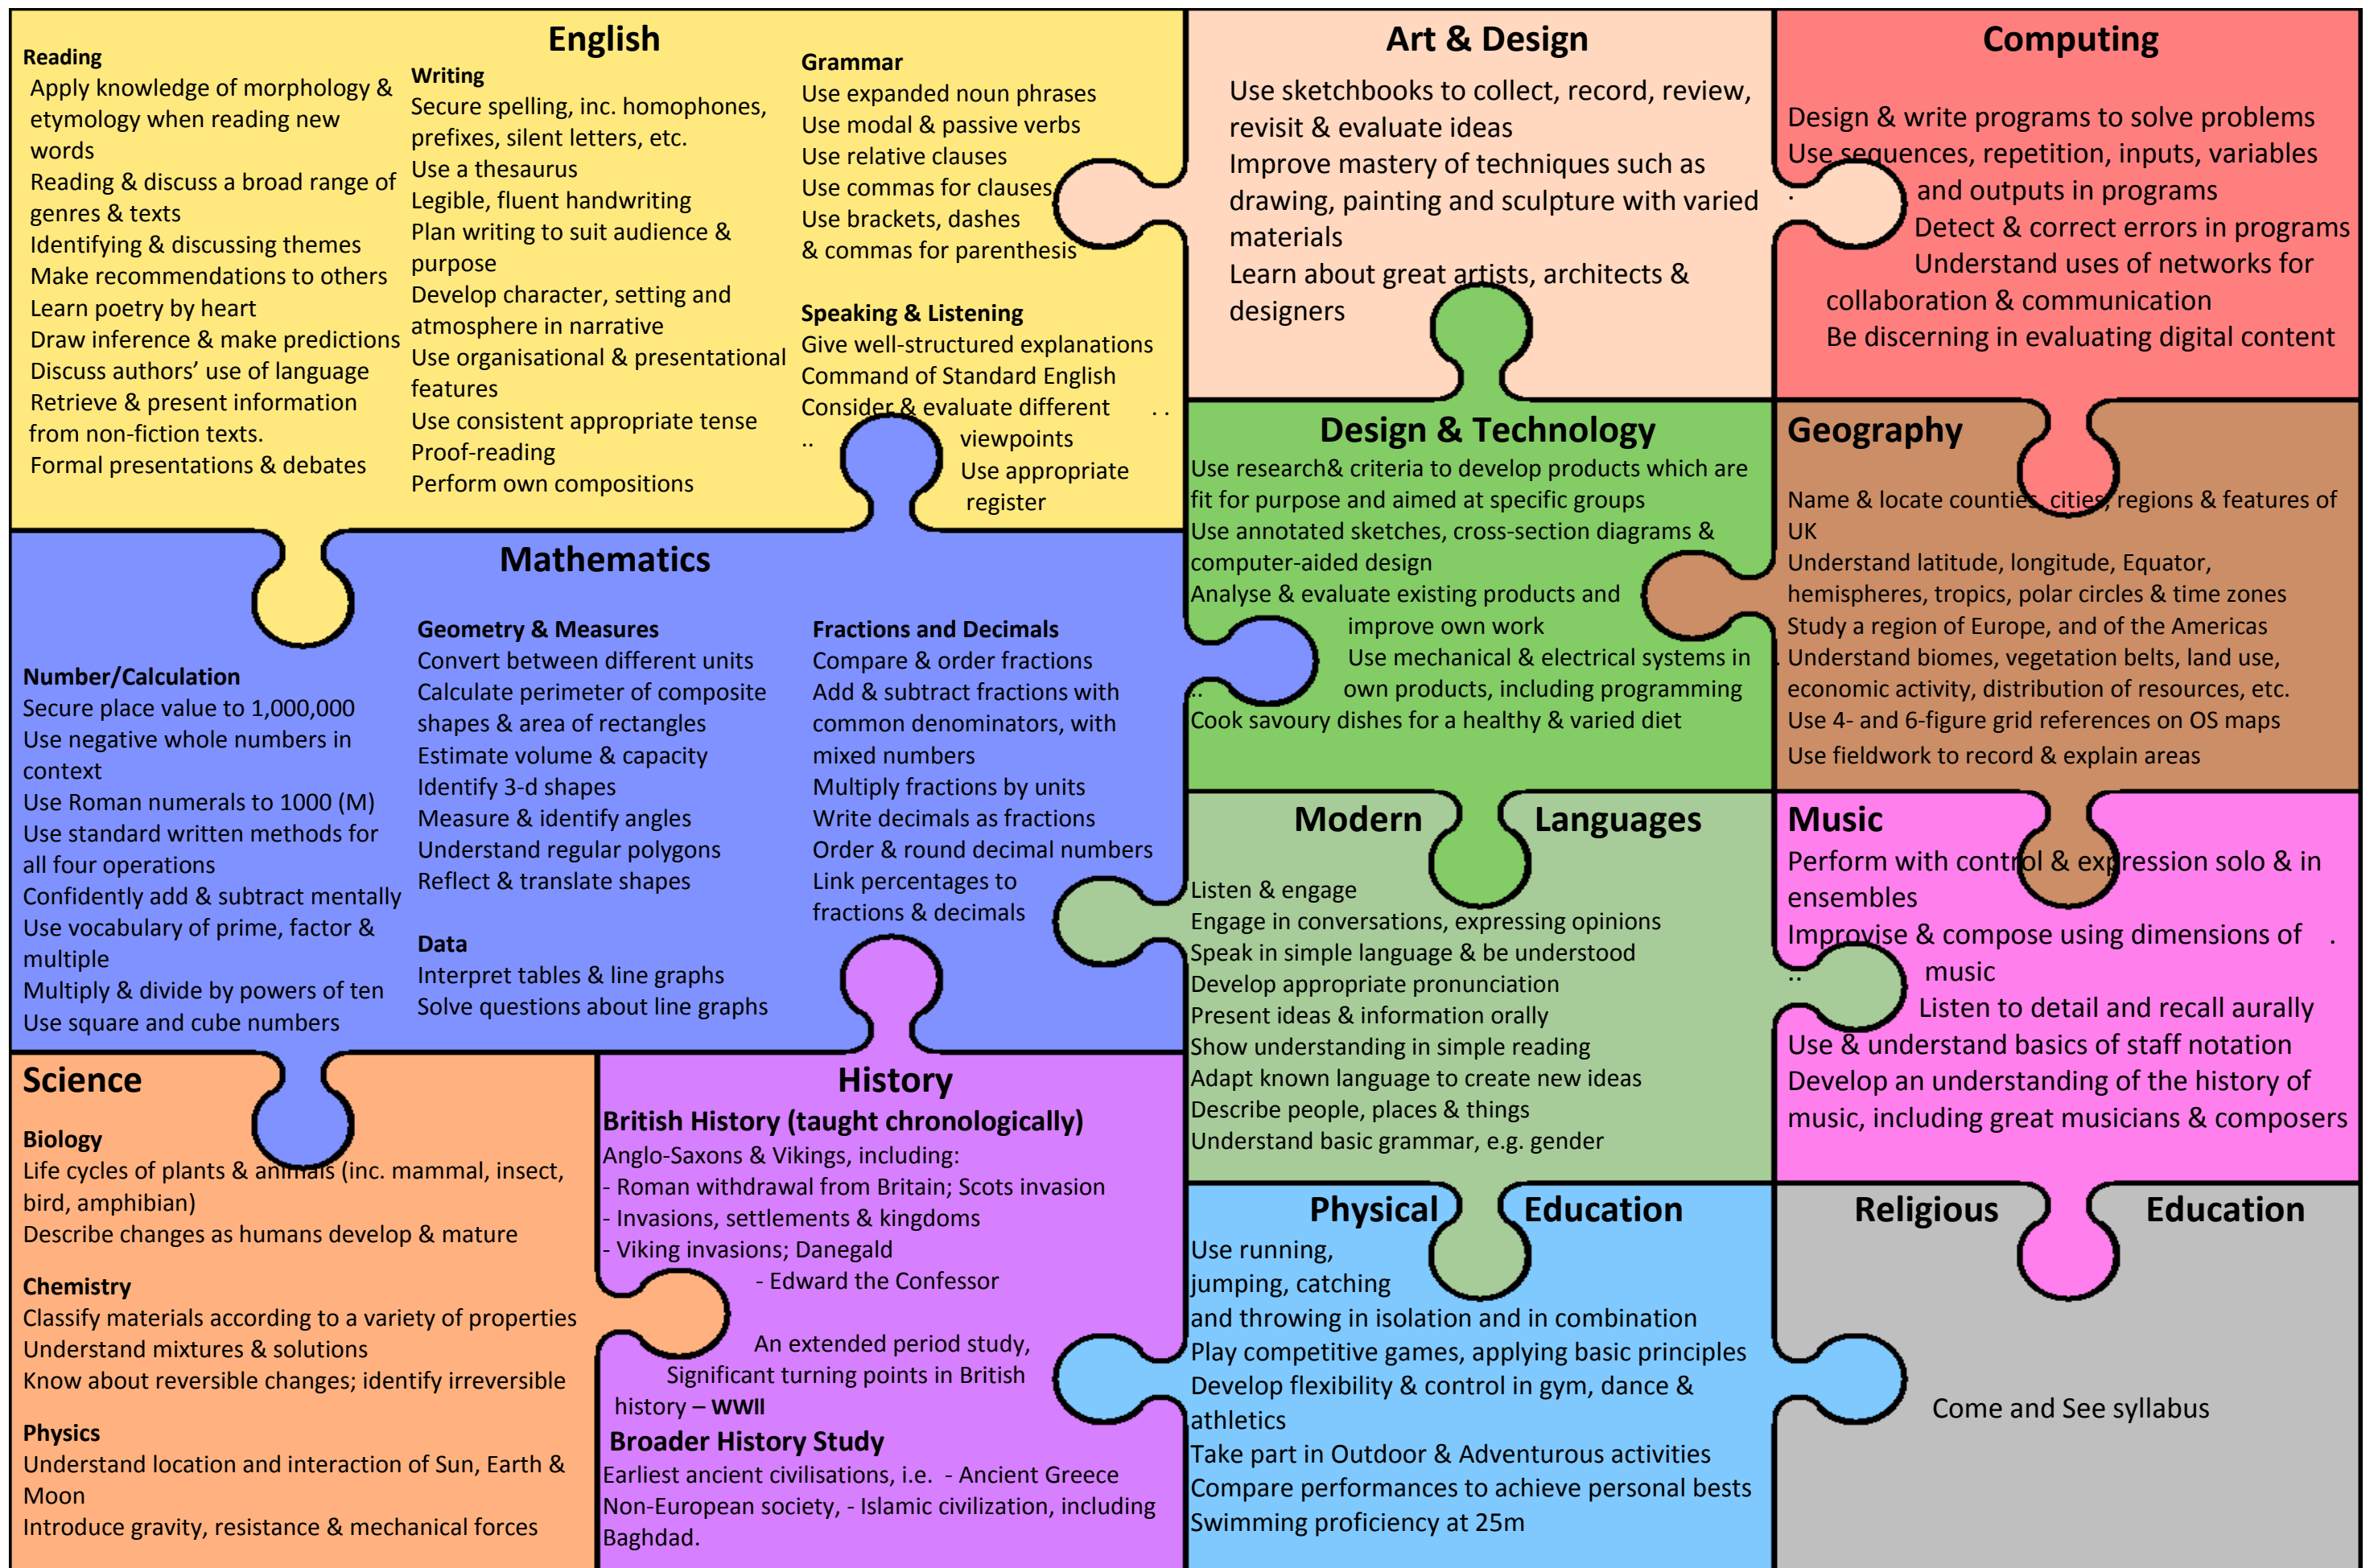 English
Reading
Apply knowledge of morphology &
etymology when reading new
words
Reading & discuss a broad range of
genres & texts
Identifying & discussing themes
Make recommendations to others
Learn poetry by heart
Draw inference & make predictions
Discuss authors’ use of language
Retrieve & present information
from non-fiction texts.
Formal presentations & debates
Writing
Secure spelling, inc. homophones,
prefixes, silent letters, etc.
Use a thesaurus
Legible, fluent handwriting
Plan writing to suit audience &
purpose
Develop character, setting and
atmosphere in narrative
Use organisational & presentational
features
Use consistent appropriate tense
Proof-reading
Perform own compositions
Grammar
Use expanded noun phrases
Use modal & passive verbs
Use relative clauses
Use commas for clauses
Use brackets, dashes
& commas for parenthesis
Speaking & Listening
Give well-structured explanations
Command of Standard English
Consider & evaluate different . .
.. viewpoints
Use appropriate
register
Art & Design
Use sketchbooks to collect, record, review,
revisit & evaluate ideas
Improve mastery of techniques such as
drawing, painting and sculpture with varied
materials
Learn about great artists, architects &
designers
Computing
Design & write programs to solve problems
Use sequences, repetition, inputs, variables
. and outputs in programs
Detect & correct errors in programs
Understand uses of networks for
collaboration & communication
Be discerning in evaluating digital content
Design & Technology
Use research& criteria to develop products which are
fit for purpose and aimed at specific groups
Use annotated sketches, cross-section diagrams &
computer-aided design
Analyse & evaluate existing products and
improve own work
Use mechanical & electrical systems in
.. own products, including programming
Cook savoury dishes for a healthy & varied diet
Geography
Name & locate counties, cities, regions & features of
UK
Understand latitude, longitude, Equator,
hemispheres, tropics, polar circles & time zones
Study a region of Europe, and of the Americas
. Understand biomes, vegetation belts, land use,
economic activity, distribution of resources, etc.
Use 4- and 6-figure grid references on OS maps
Use fieldwork to record & explain areas
Mathematics
Number/Calculation
Secure place value to 1,000,000
Use negative whole numbers in
context
Use Roman numerals to 1000 (M)
Use standard written methods for
all four operations
Confidently add & subtract mentally
Use vocabulary of prime, factor &
multiple
Multiply & divide by powers of ten
Use square and cube numbers
Geometry & Measures
Convert between different units
Calculate perimeter of composite
shapes & area of rectangles
Estimate volume & capacity
Identify 3-d shapes
Measure & identify angles
Understand regular polygons
Reflect & translate shapes
Data
Interpret tables & line graphs
Solve questions about line graphs
Fractions and Decimals
Compare & order fractions
Add & subtract fractions with
common denominators, with
mixed numbers
Multiply fractions by units
Write decimals as fractions
Order & round decimal numbers
Link percentages to
fractions & decimals
Modern Languages
Listen & engage
Engage in conversations, expressing opinions
Speak in simple language & be understood
Develop appropriate pronunciation
Present ideas & information orally
Show understanding in simple reading
Adapt known language to create new ideas
Describe people, places & things
Understand basic grammar, e.g. gender
Music
Perform with control & expression solo & in
ensembles
Improvise & compose using dimensions of .
.. music
Listen to detail and recall aurally
Use & understand basics of staff notation
Develop an understanding of the history of
music, including great musicians & composers
Science
Biology
Life cycles of plants & animals (inc. mammal, insect,
bird, amphibian)
Describe changes as humans develop & mature
Chemistry
Classify materials according to a variety of properties
Understand mixtures & solutions
Know about reversible changes; identify irreversible
Physics
Understand location and interaction of Sun, Earth &
Moon
Introduce gravity, resistance & mechanical forces
History
British History (taught chronologically)
Anglo-Saxons & Vikings, including:
- Roman withdrawal from Britain; Scots invasion
- Invasions, settlements & kingdoms
- Viking invasions; Danegald
- Edward the Confessor
An extended period study,
Significant turning points in British
history – WWll
Broader History Study
Earliest ancient civilisations, i.e. - Ancient Greece
Non-European society, - Islamic civilization, including
Baghdad.
Physical Education
Use running,
jumping, catching
and throwing in isolation and in combination
Play competitive games, applying basic principles
Develop flexibility & control in gym, dance &
athletics
Take part in Outdoor & Adventurous activities
Compare performances to achieve personal bests
Swimming proficiency at 25m
Religious Education
Come and See syllabus